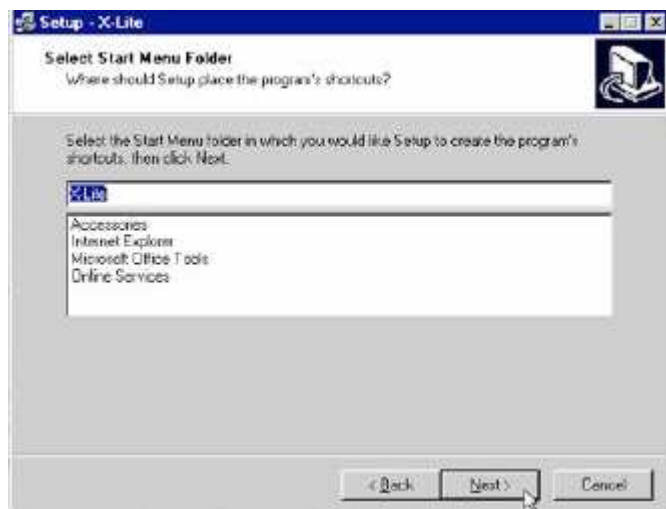 Setup - X-Lite
Select Start Menu Folder
Where should Setup place the program's shortcuts?
Select the Start Menu folder in which you would like Setup to create the program's
shortcuts, then click Next.
X-Lite
Accessories
Internet Explorer
Microsoft Office Tools
Online Services
< Back Next > Cancel